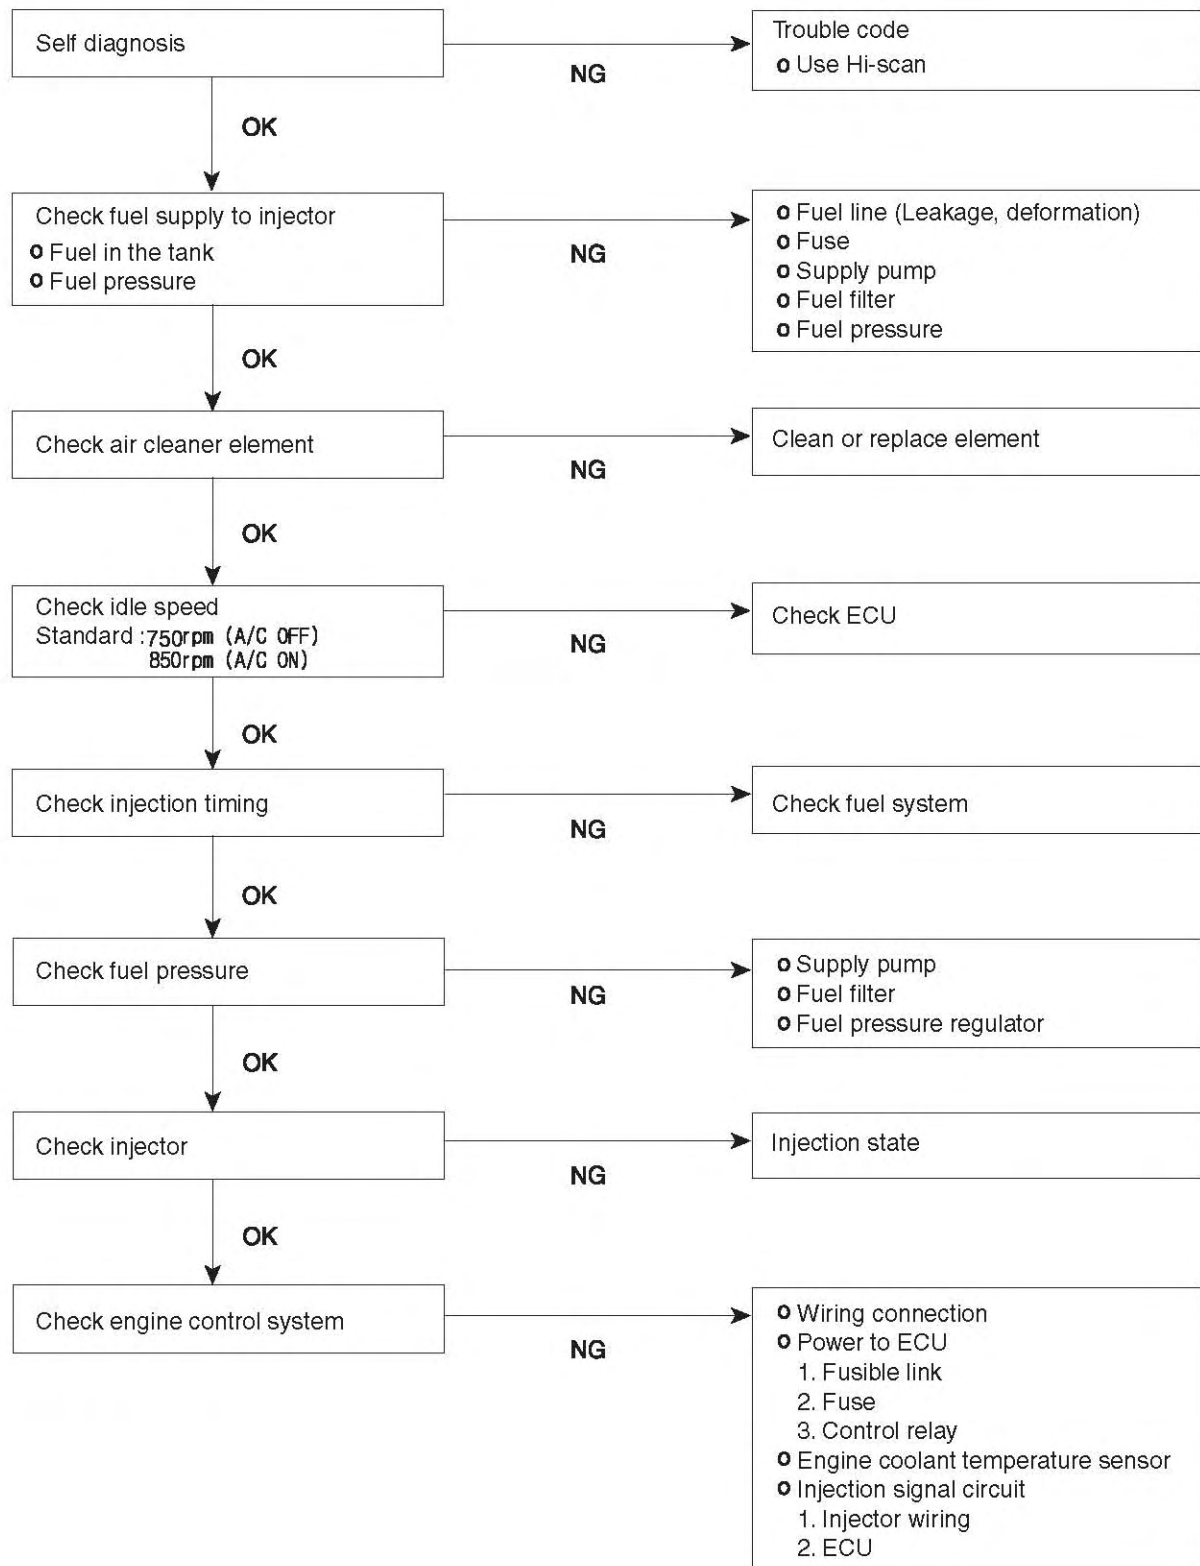 Self diagnosis
NG
Trouble code
o Use Hi-scan
OK
Check fuel supply to injector
o Fuel in the tank
o Fuel pressure
NG
o Fuel line (Leakage, deformation)
o Fuse
o Supply pump
o Fuel filter
o Fuel pressure
OK
Check air cleaner element
NG
Clean or replace element
OK
Check idle speed
Standard :750rpm (A/C OFF)
850rpm (A/C ON)
NG
Check ECU
OK
Check injection timing
NG
Check fuel system
OK
Check fuel pressure
NG
o Supply pump
o Fuel filter
o Fuel pressure regulator
OK
Check injector
NG
Injection state
OK
Check engine control system
NG
o Wiring connection
o Power to ECU
1. Fusible link
2. Fuse
3. Control relay
o Engine coolant temperature sensor
o Injection signal circuit
1. Injector wiring
2. ECU